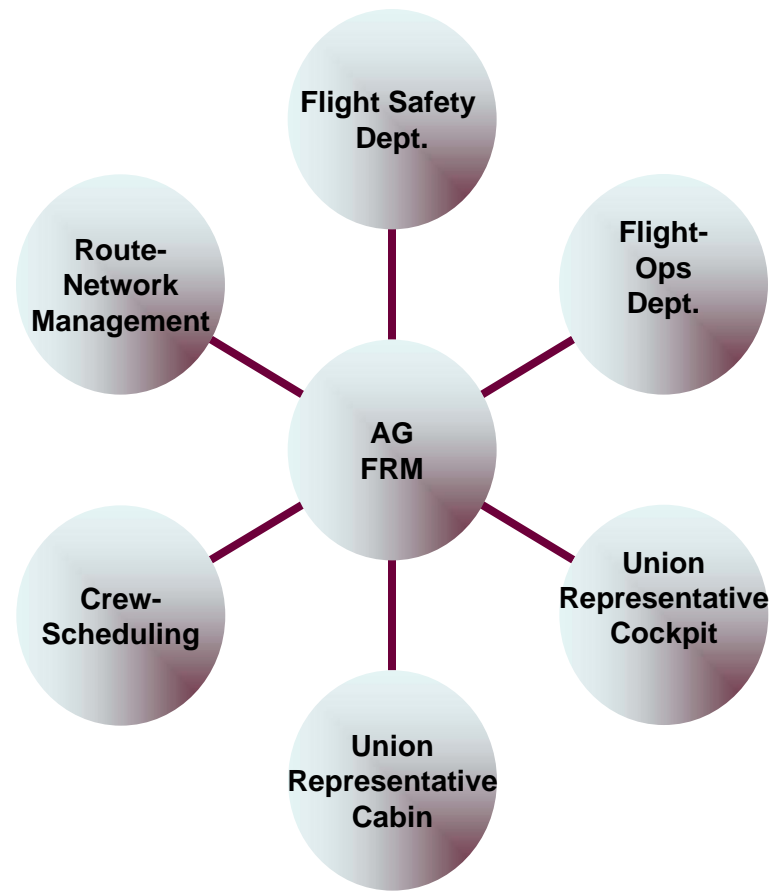 Flight Safety
Dept.
Route-
Network
Management
Flight-
Ops
Dept.
AG
FRM
Crew-
Scheduling
Union
Representative
Cockpit
Union
Representative
Cabin